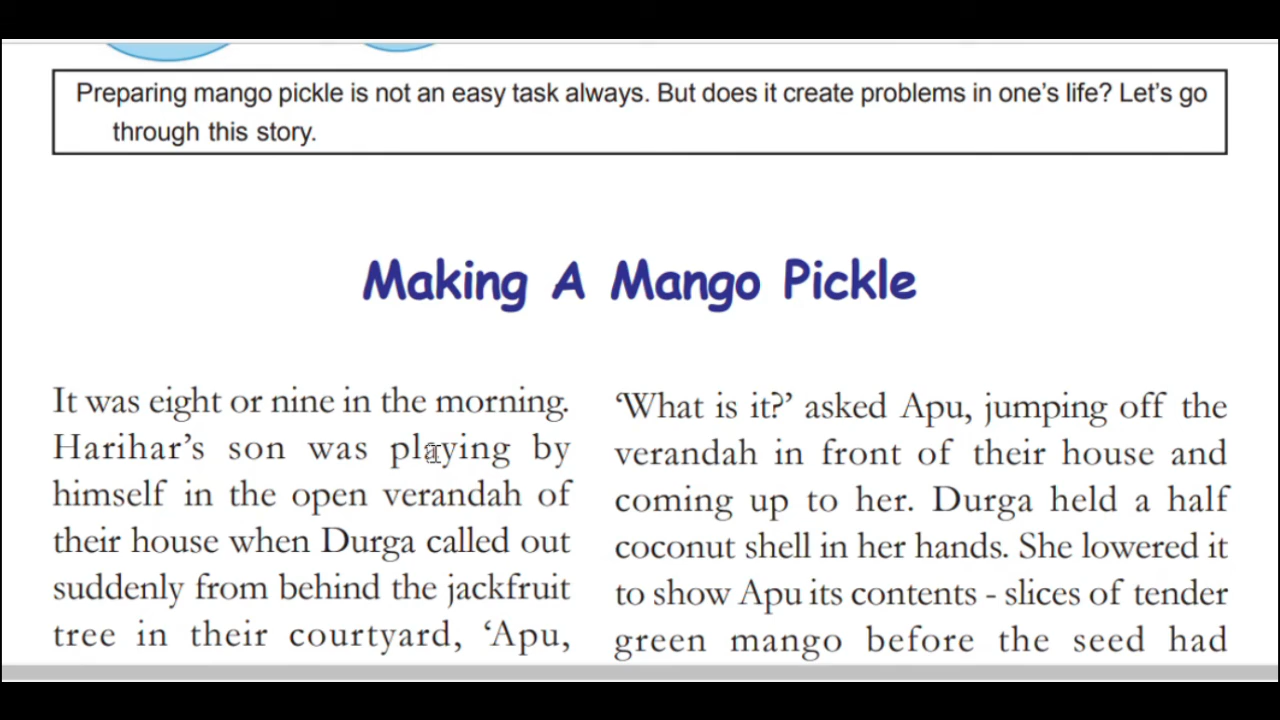 Preparing mango pickle is not an easy task always. But does it create problems in one's life? Let's go
through this story.
Making A Mango Pickle
It was eight or nine in the morning.
Harihar's son was playing by
himself in the open verandah of
their house when Durga called out
suddenly from behind the jackfruit
tree in their courtyard, 'Apu,
'What is it?' asked Apu, jumping off the
verandah in front of their house and
coming up to her. Durga held a half
coconut shell in her hands. She lowered it
to show Apu its contents - slices of tender
green mango before the seed had